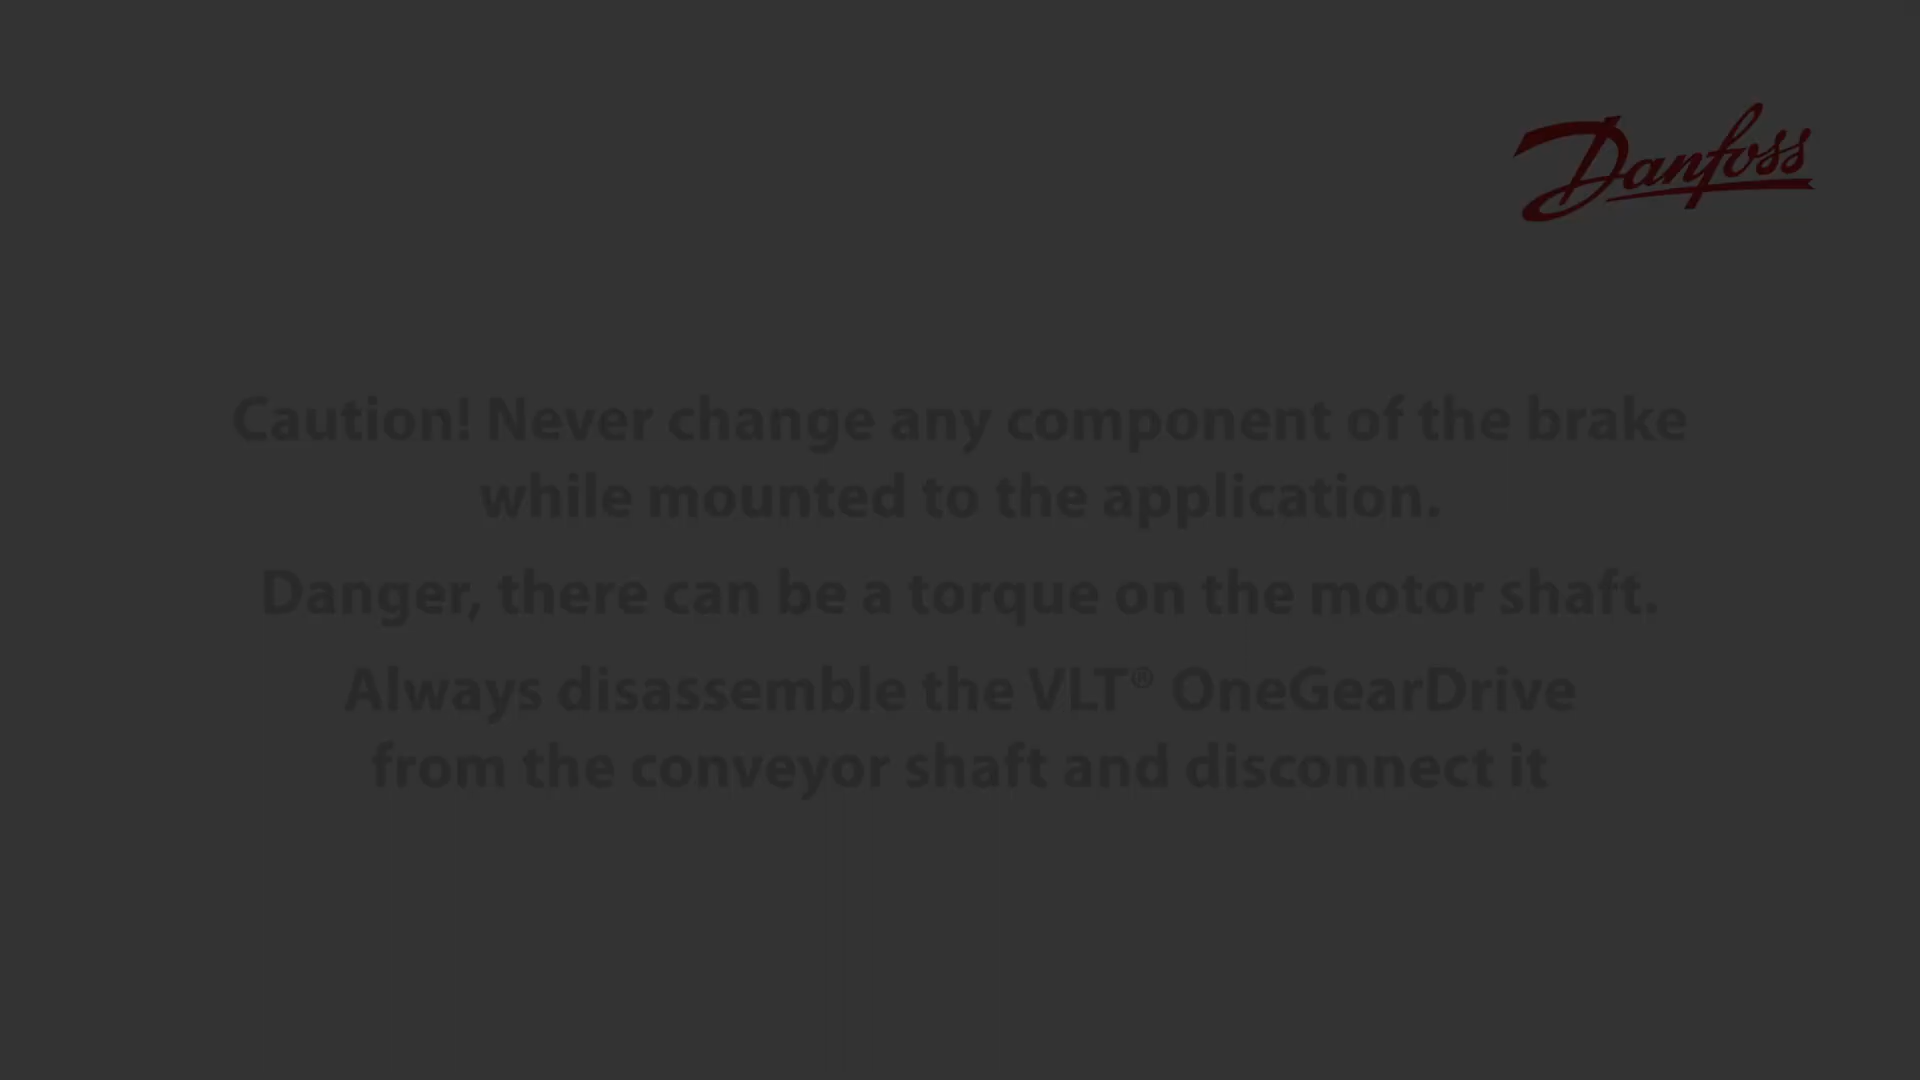 Danfoss
Caution! Never change any component of the brake
while mounted to the application.
Danger, there can be a torque on the motor shaft.
Always disassemble the VLT® OneGearDrive
from the conveyor shaft and disconnect it